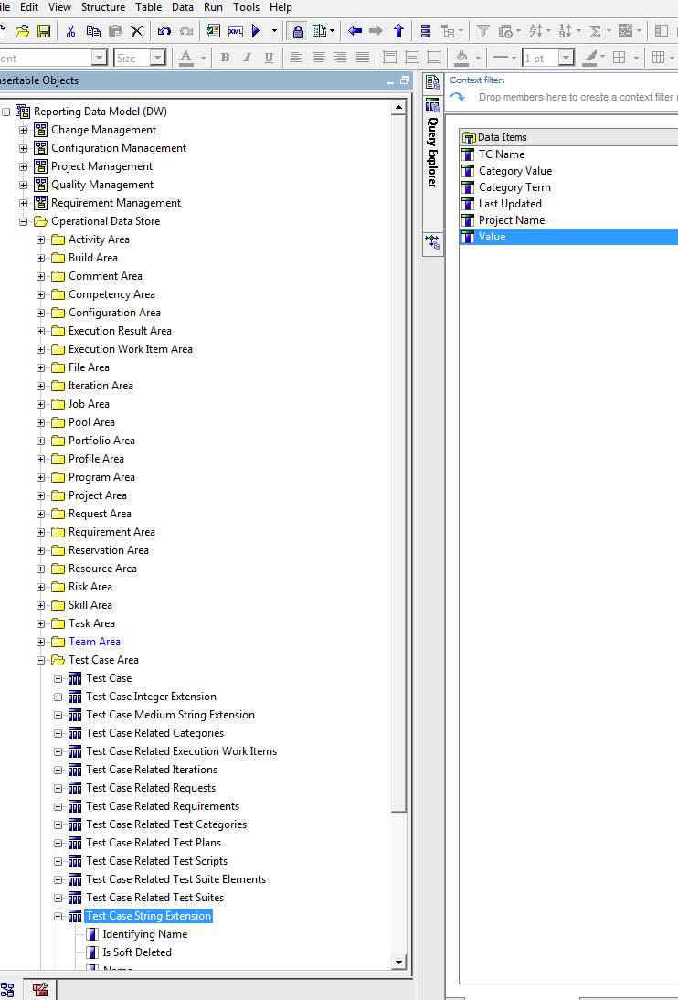 File Edit View Structure Table Data Run Tools Help
Font Size A B I U 1 pt
Insertable Objects
Reporting Data Model (DW)
Change Management
Configuration Management
Project Management
Quality Management
Requirement Management
Operational Data Store
Activity Area
Build Area
Comment Area
Competency Area
Configuration Area
Execution Result Area
Execution Work Item Area
File Area
Iteration Area
Job Area
Pool Area
Portfolio Area
Profile Area
Program Area
Project Area
Request Area
Requirement Area
Reservation Area
Resource Area
Risk Area
Skill Area
Task Area
Team Area
Test Case Area
Test Case
Test Case Integer Extension
Test Case Medium String Extension
Test Case Related Categories
Test Case Related Execution Work Items
Test Case Related Iterations
Test Case Related Requests
Test Case Related Requirements
Test Case Related Test Categories
Test Case Related Test Plans
Test Case Related Test Scripts
Test Case Related Test Suite Elements
Test Case Related Test Suites
Test Case String Extension
Identifying Name
Is Soft Deleted
Name
Query Explorer
Context filter:
Drop members here to create a context filter
Data Items
TC Name
Category Value
Category Term
Last Updated
Project Name
Value